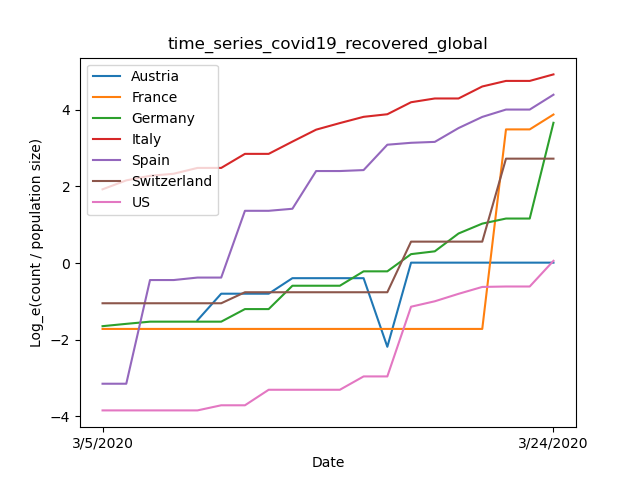 time_series_covid19_recovered_global
Austria
France
Germany
Italy
Spain
Switzerland
US
4
2
0
−2
−4
Log_e(count / population size)
3/5/2020
3/24/2020
Date